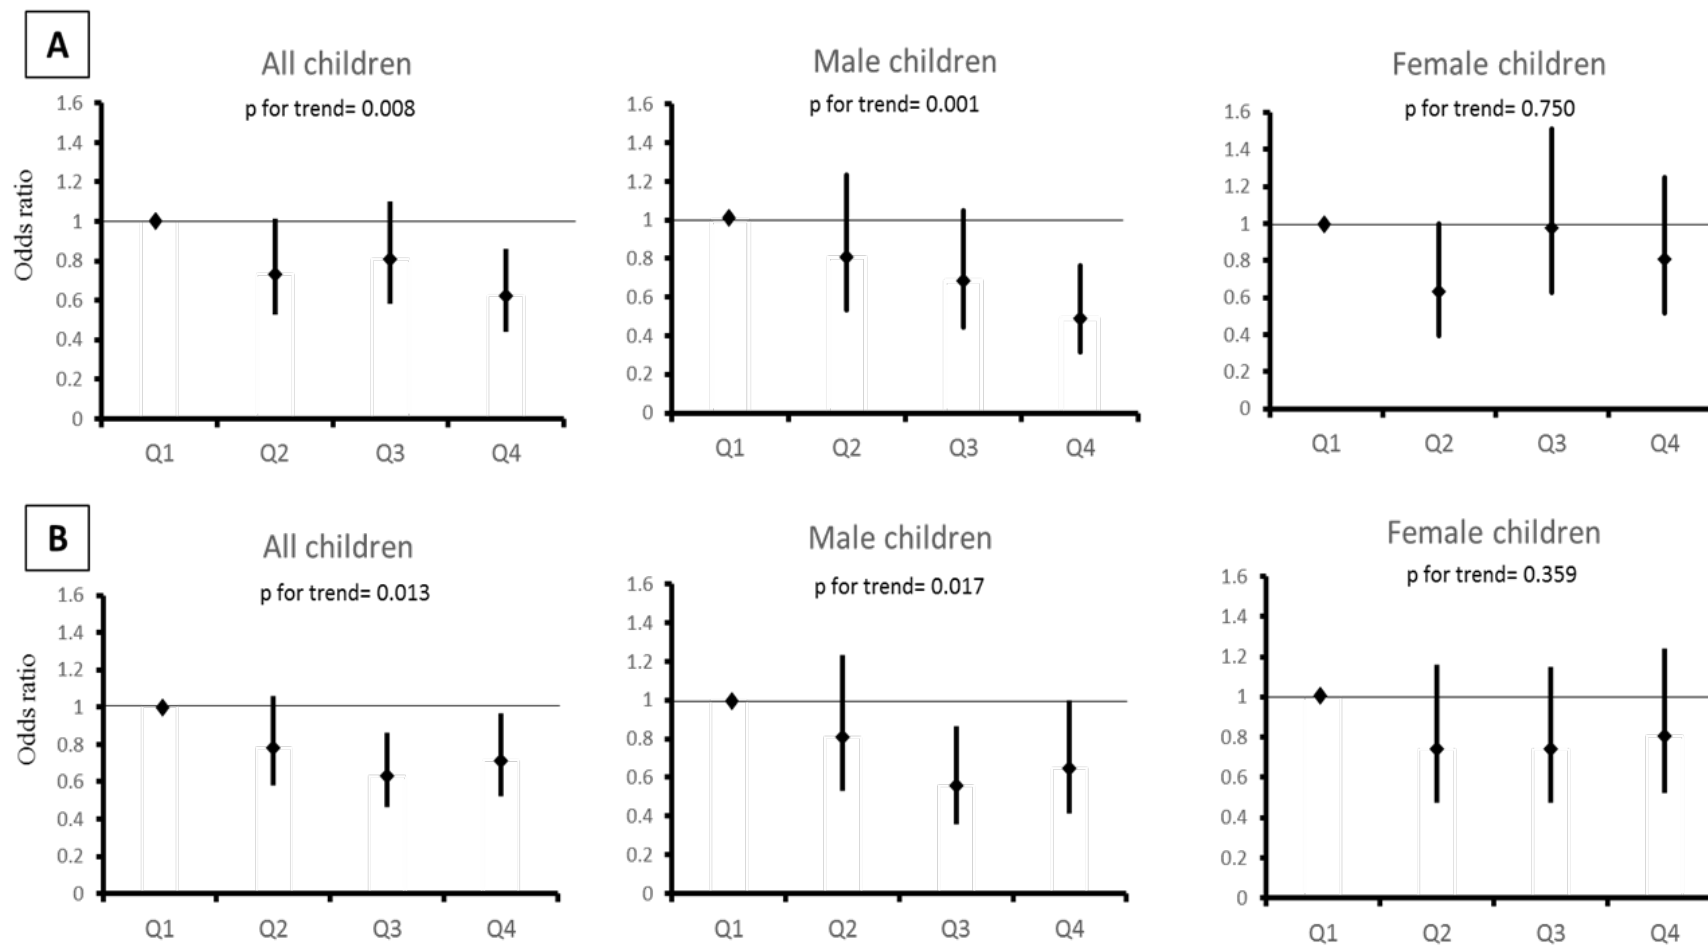 A
All children
p for trend= 0.008
Odds ratio
1.6
1.4
1.2
1
0.8
0.6
0.4
0.2
0
Q1 Q2 Q3 Q4
Male children
p for trend= 0.001
1.6
1.4
1.2
1
0.8
0.6
0.4
0.2
0
Q1 Q2 Q3 Q4
Female children
p for trend= 0.750
1.6
1.4
1.2
1
0.8
0.6
0.4
0.2
0
Q1 Q2 Q3 Q4
B
All children
p for trend= 0.013
Odds ratio
1.6
1.4
1.2
1
0.8
0.6
0.4
0.2
0
Q1 Q2 Q3 Q4
Male children
p for trend= 0.017
1.6
1.4
1.2
1
0.8
0.6
0.4
0.2
0
Q1 Q2 Q3 Q4
Female children
p for trend= 0.359
1.6
1.4
1.2
1
0.8
0.6
0.4
0.2
0
Q1 Q2 Q3 Q4